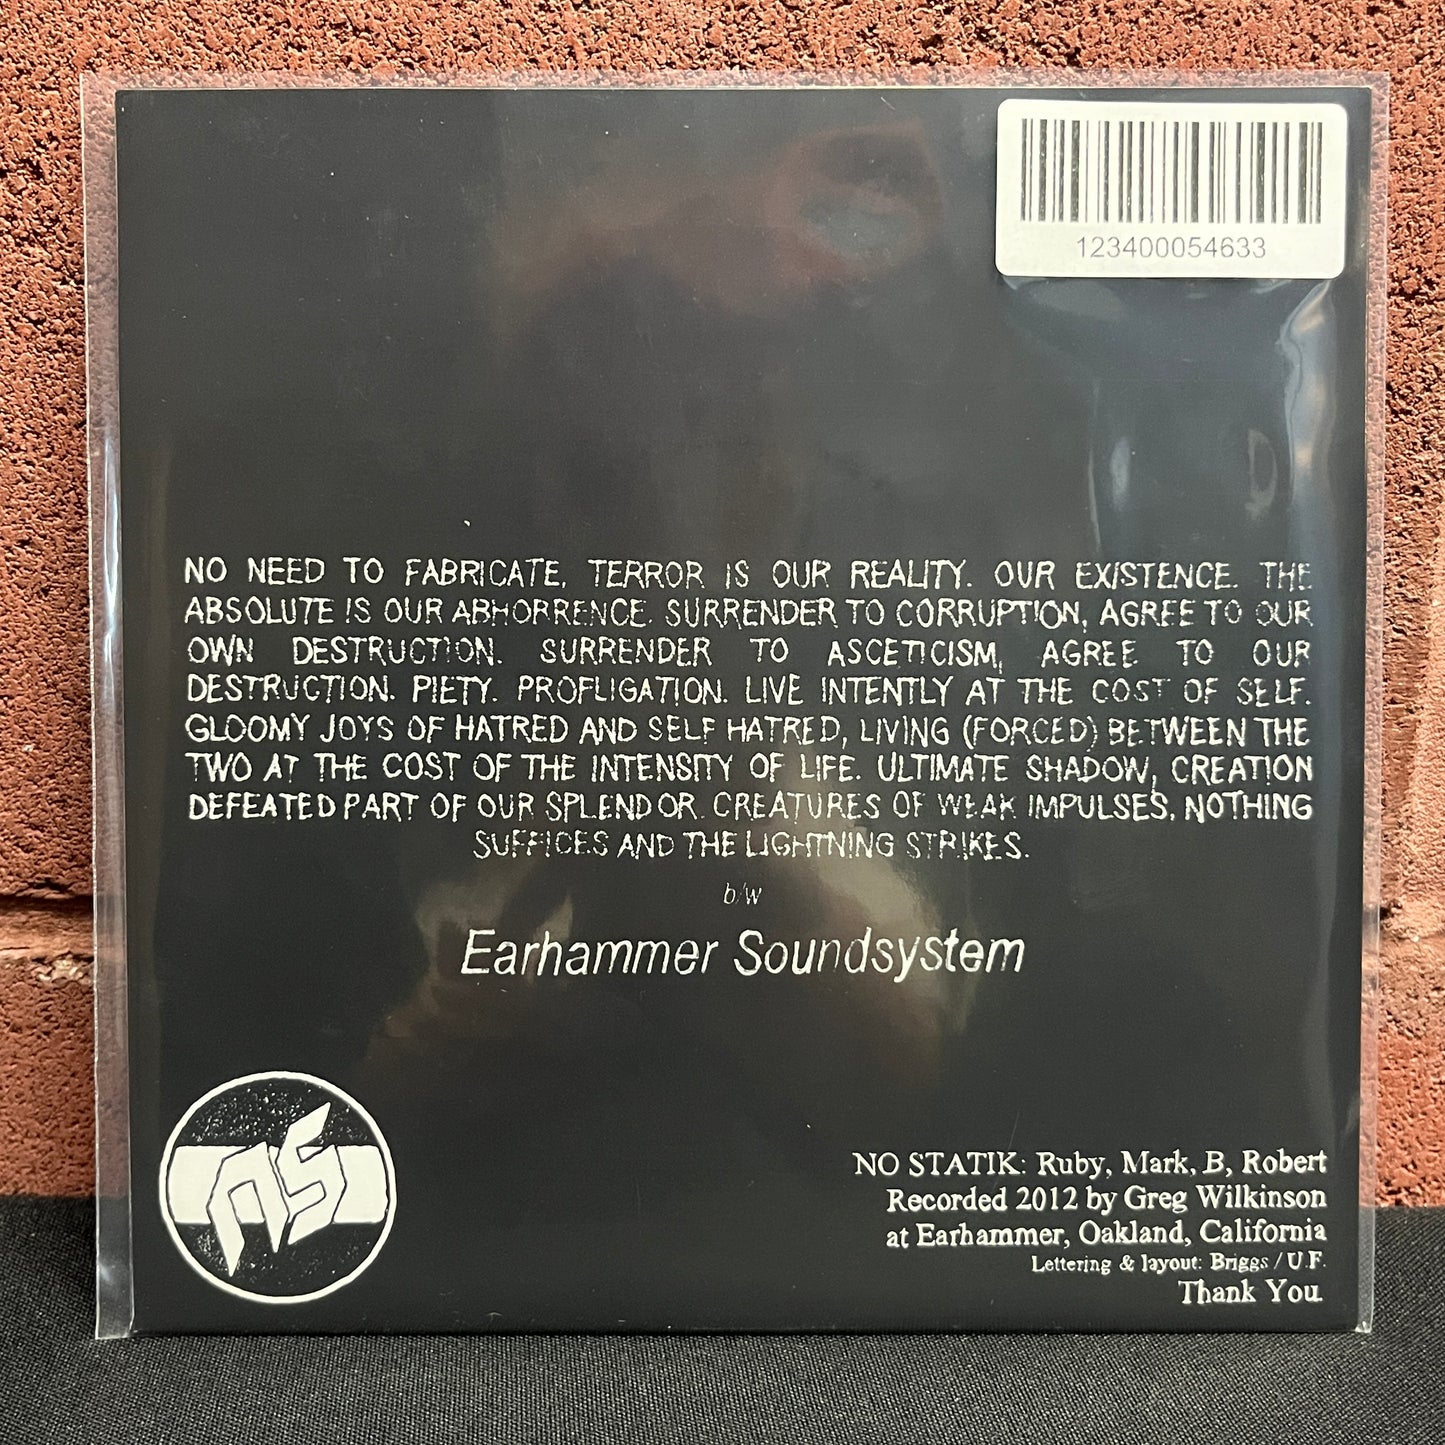 123400054633
NO NEED TO FABRICATE, TERROR IS OUR REALITY. OUR EXISTENCE. THE
ABSOLUTE IS OUR ABHORRENCE. SURRENDER TO CORRUPTION, AGREE TO OUR
OWN DESTRUCTION. SURRENDER TO ASCETICISM, AGREE TO OUR
DESTRUCTION. PIETY. PROFLIGATION. LIVE INTENTLY AT THE COST OF SELF.
GLOOMY JOYS OF HATRED AND SELF HATRED, LIVING (FORCED) BETWEEN THE
TWO AT THE COST OF THE INTENSITY OF LIFE. ULTIMATE SHADOW, CREATION
DEFEATED PART OF OUR SPLENDOR. CREATURES OF WEAK IMPULSES. NOTHING
SUFFICES AND THE LIGHTNING STRIKES.
b/w
Earhammer Soundsystem
NS
NO STATIK: Ruby, Mark, B, Robert
Recorded 2012 by Greg Wilkinson
at Earhammer, Oakland, California
Lettering & layout: Briggs / U.F.
Thank You.